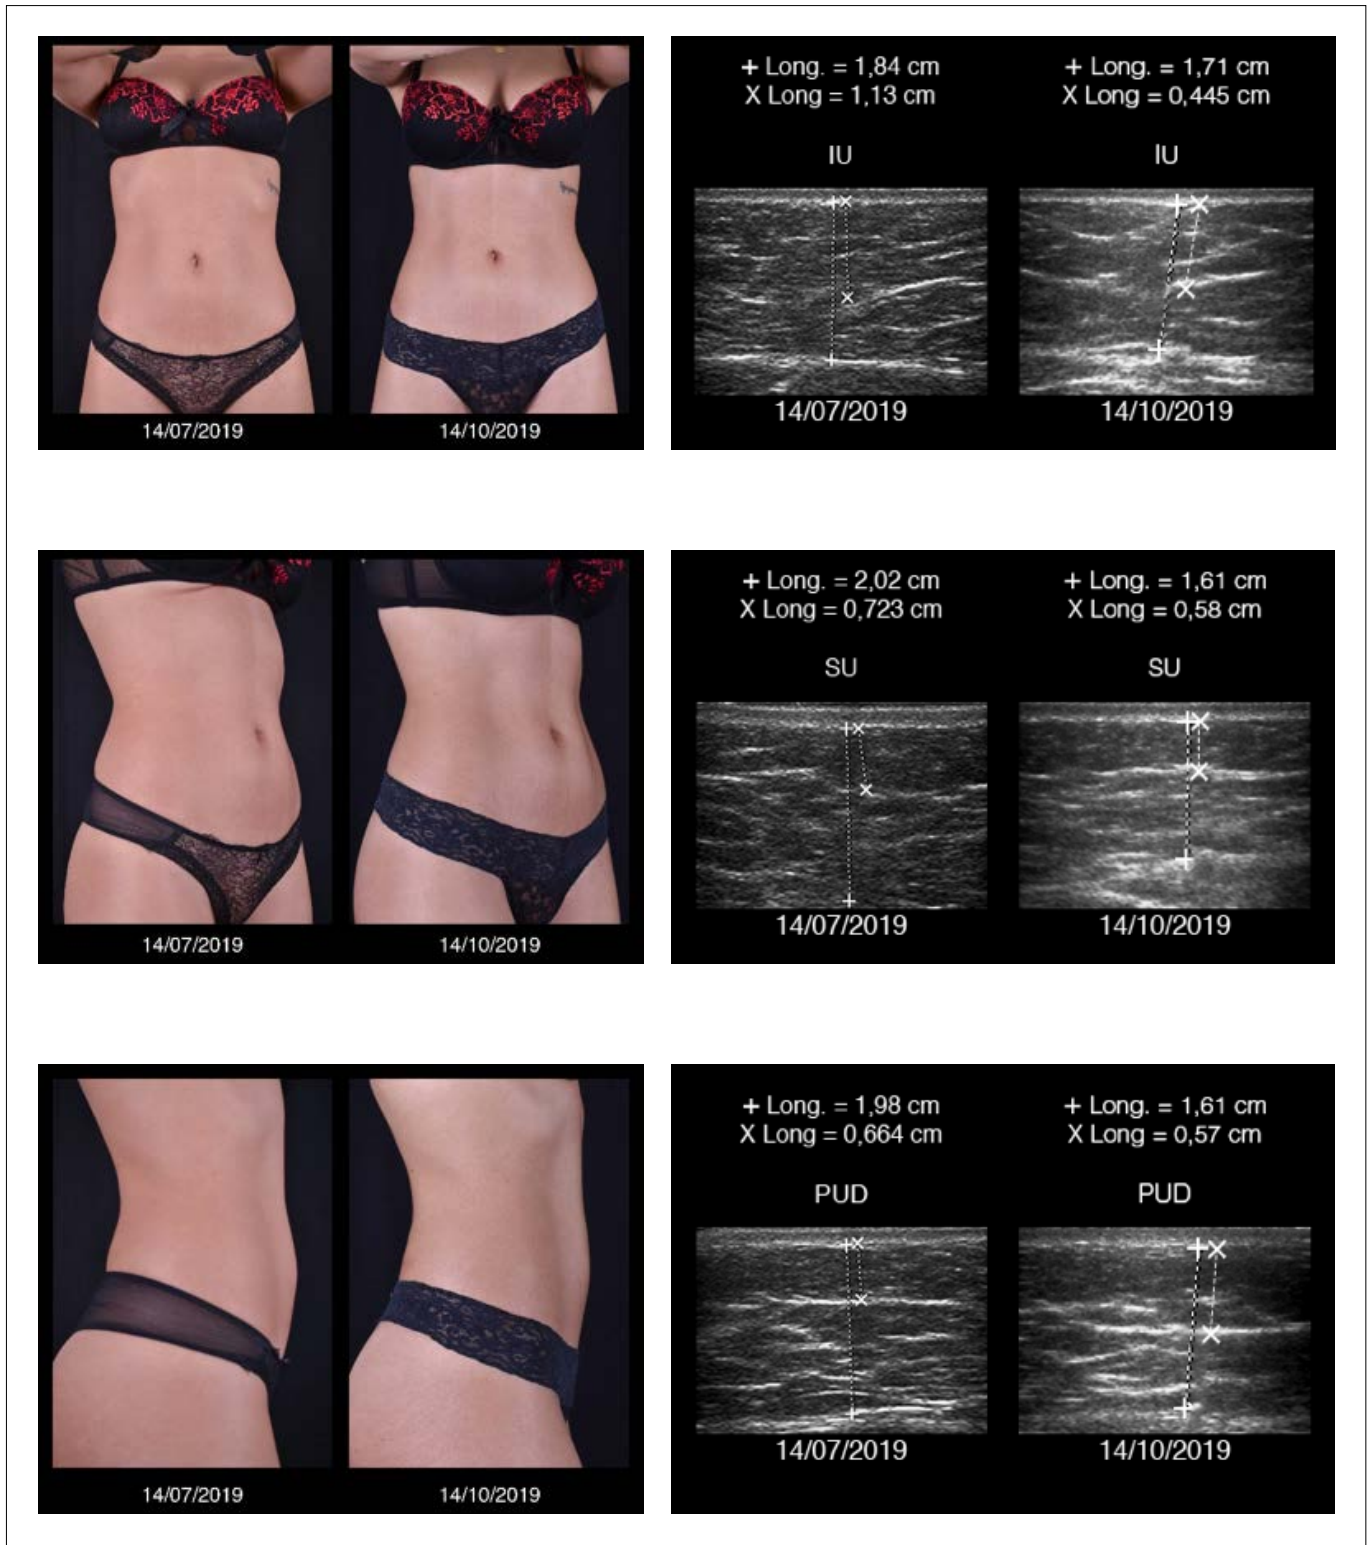 14/07/2019
14/10/2019
+ Long. = 1,84 cm
X Long = 1,13 cm
IU
14/07/2019
+ Long. = 1,71 cm
X Long = 0,445 cm
IU
14/10/2019
14/07/2019
14/10/2019
+ Long. = 2,02 cm
X Long = 0,723 cm
SU
14/07/2019
+ Long. = 1,61 cm
X Long = 0,58 cm
SU
14/10/2019
14/07/2019
14/10/2019
+ Long. = 1,98 cm
X Long = 0,664 cm
PUD
14/07/2019
+ Long. = 1,61 cm
X Long = 0,57 cm
PUD
14/10/2019